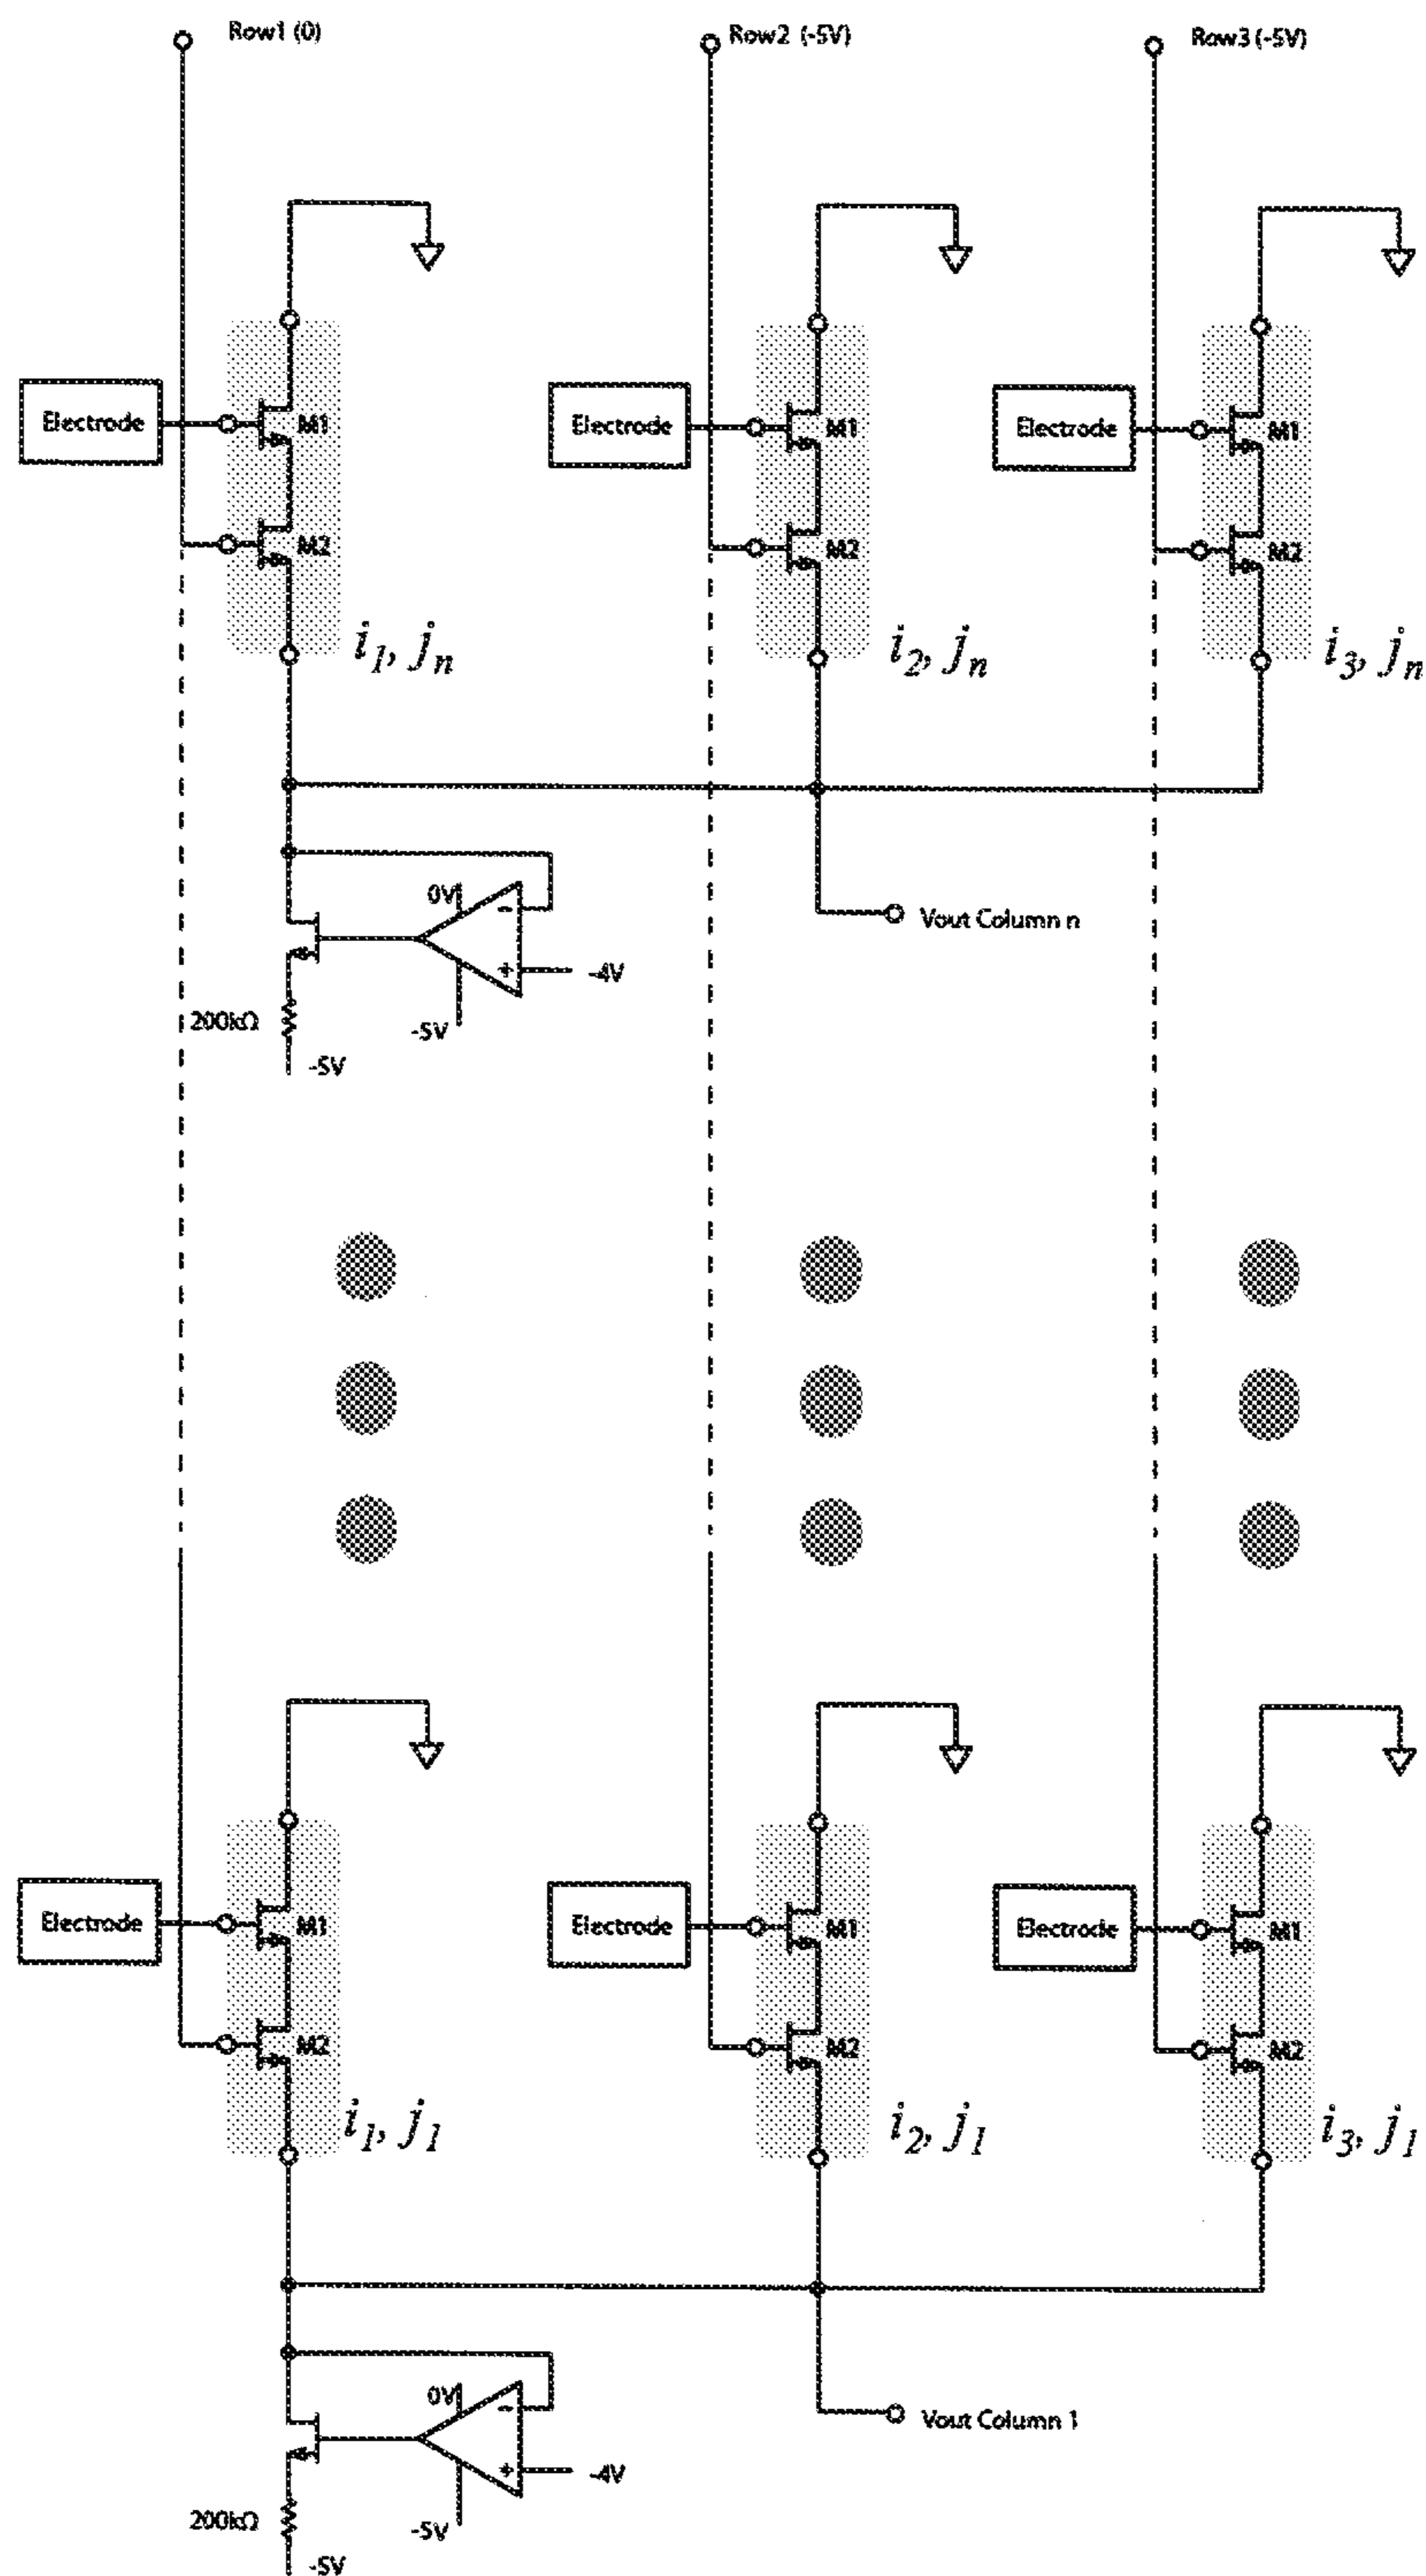 Row1 (0)
Row2 (-5V)
Row3 (-5V)
Electrode
M1
M2
i1, jn
Electrode
M1
M2
i2, jn
Electrode
M1
M2
i3, jn
0V
-
+
-4V
-5V
200kΩ
-5V
Vout Column n
Electrode
M1
M2
i1, j1
Electrode
M1
M2
i2, j1
Electrode
M1
M2
i3, j1
0V
-
+
-4V
-5V
200kΩ
-5V
Vout Column 1